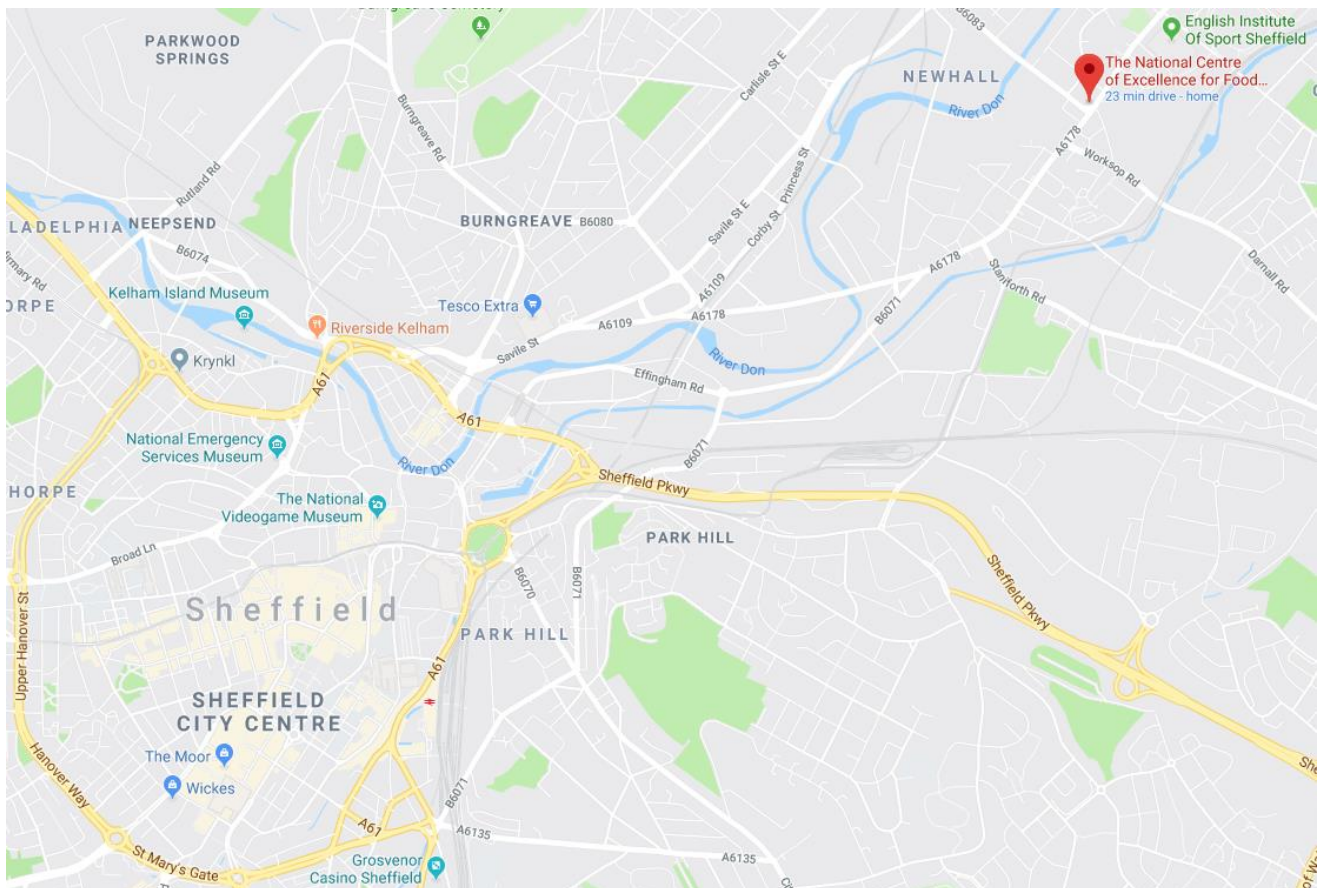 PARKWOOD
SPRINGS
B6083
English Institute
Of Sport Sheffield
NEWHALL
The National Centre
of Excellence for Food...
23 min drive - home
Carlisle St E
River Don
Burngreave Rd
A6178
Worksop Rd
Rutland Rd
Princess St
Savile St E
Corby St
NEEPSEND
BURNGREAVE
B6080
B6074
A6178
Staniforth Rd
Darnall Rd
Kelham Island Museum
A6109
Tesco Extra
B6071
Riverside Kelham
A6109
A6178
Savile St
River Don
Krynkl
A61
Effingham Rd
A61
National Emergency
Services Museum
River Don
B6071
Sheffield Pkwy
The National
Videogame Museum
PARK HILL
Broad Ln
B6070
B6071
Sheffield Pkwy
Sheffield
Upper Hanover St
PARK HILL
A61
SHEFFIELD
CITY CENTRE
The Moor
Wickes
Hanover Way
B6071
A61
A6135
St Mary's Gate
A6135
Grosvenor
Casino Sheffield